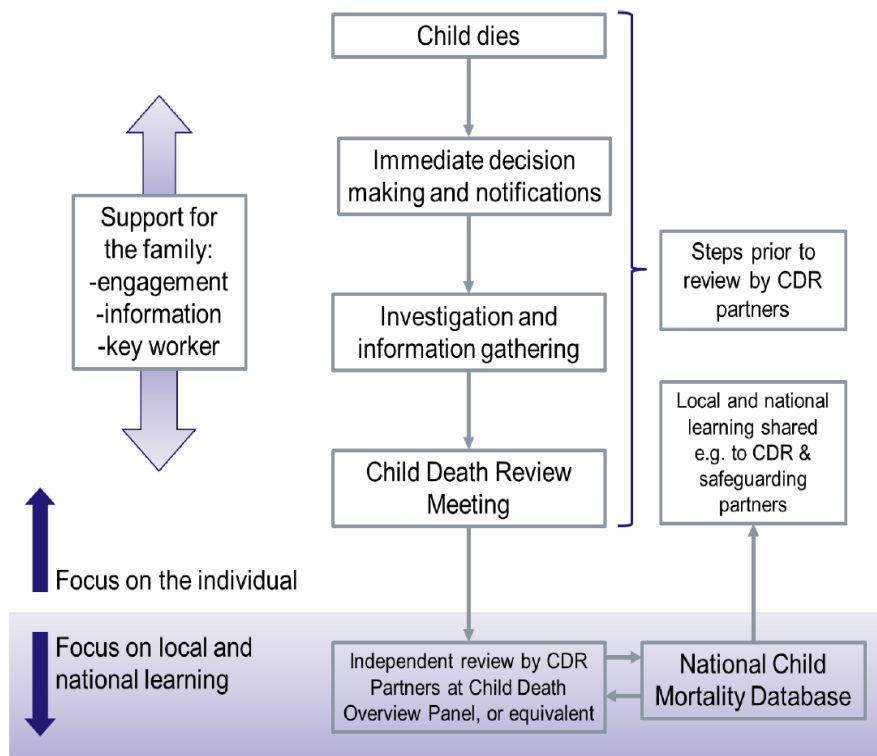 Child dies
Immediate decision
making and notifications
Support for
the family:
-engagement
-information
-key worker
Steps prior to
review by CDR
partners
Investigation and
information gathering
Local and national
learning shared
e.g. to CDR &
safeguarding
partners
Child Death Review
Meeting
Focus on the individual
Focus on local and
national learning
Independent review by CDR
Partners at Child Death
Overview Panel, or equivalent
National Child
Mortality Database